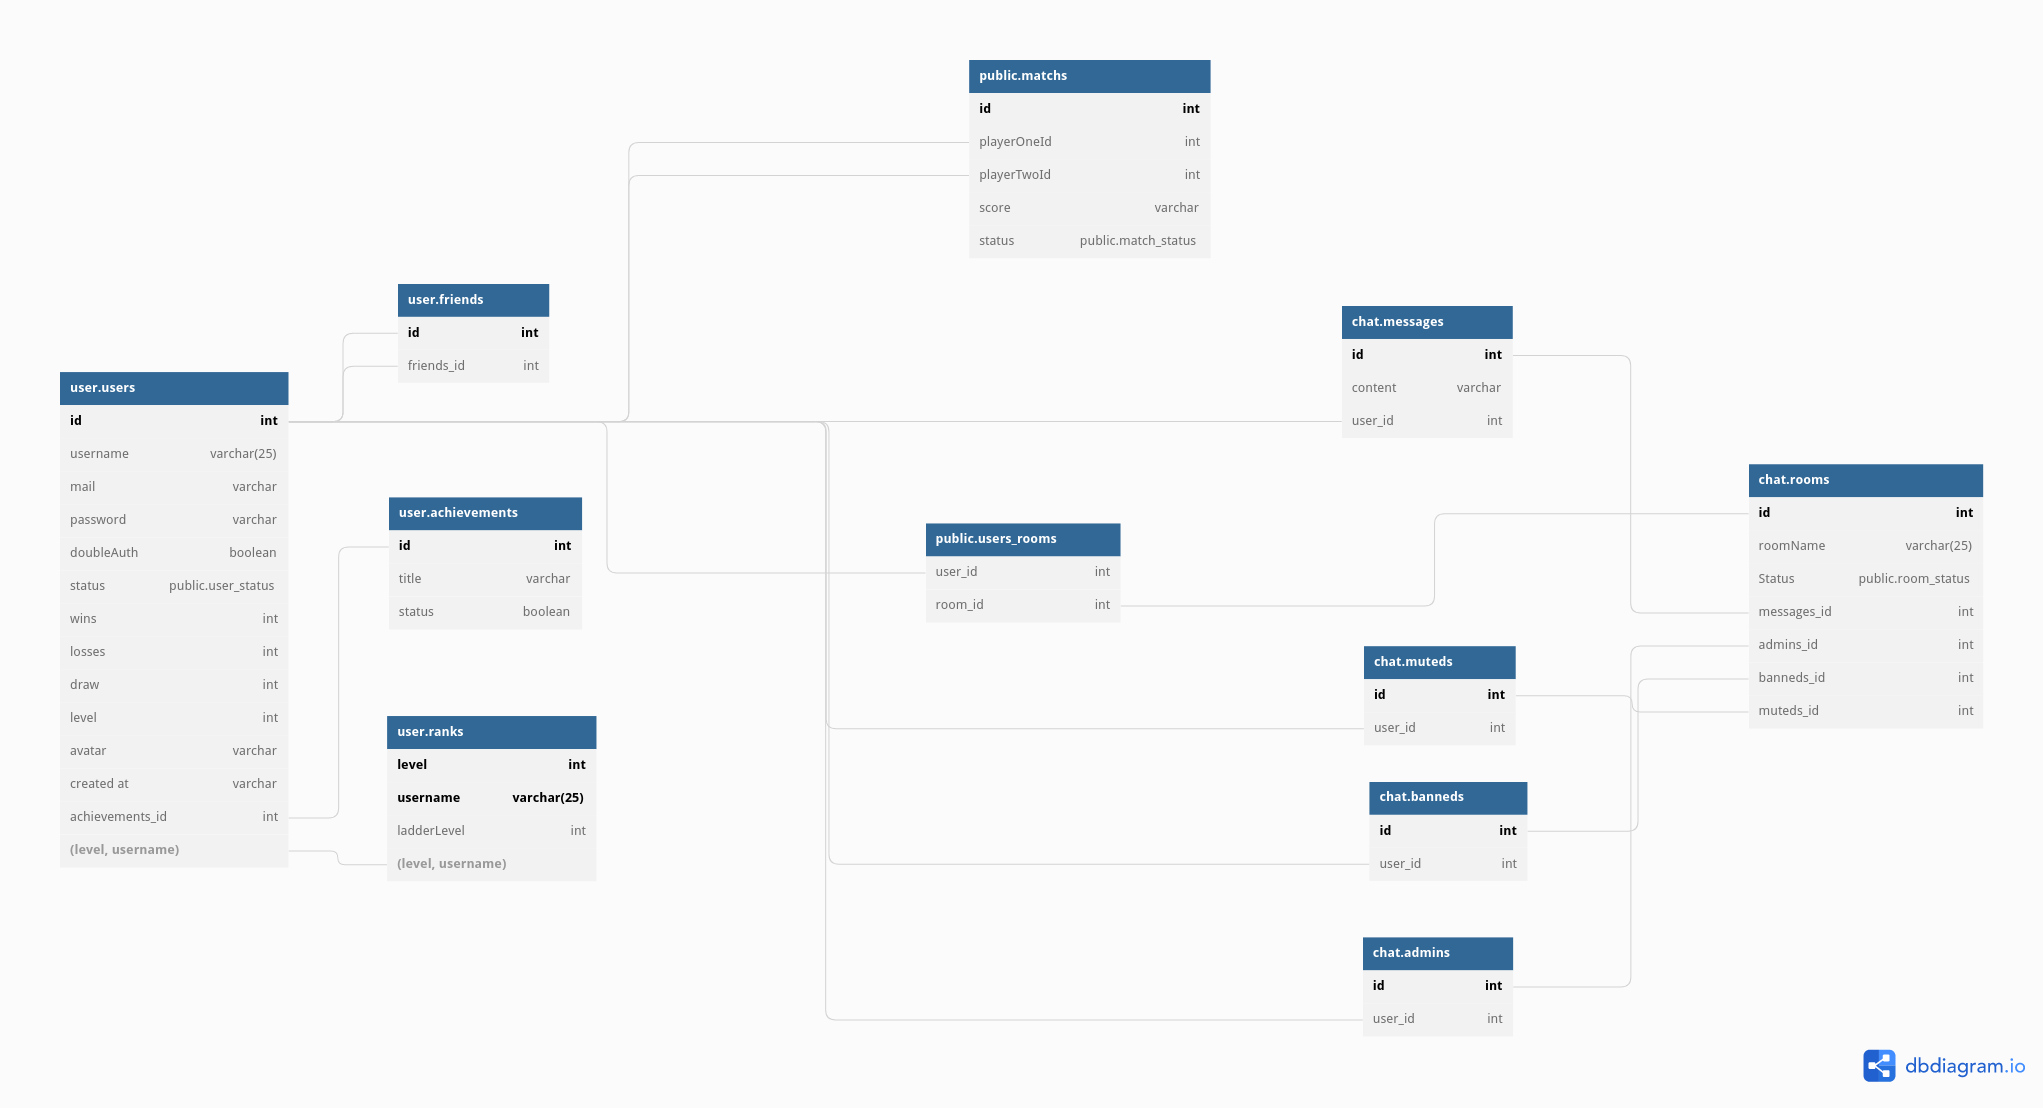 public.matchs
id int
playerOneId int
playerTwoId int
score varchar
status public.match_status
user.friends
id int
friends_id int
chat.messages
id int
content varchar
user_id int
user.users
id int
username varchar(25)
mail varchar
password varchar
doubleAuth boolean
status public.user_status
wins int
losses int
draw int
level int
avatar varchar
created at varchar
achievements_id int
(level, username)
user.achievements
id int
title varchar
status boolean
user.ranks
level int
username varchar(25)
ladderLevel int
(level, username)
public.users_rooms
user_id int
room_id int
chat.rooms
id int
roomName varchar(25)
Status public.room_status
messages_id int
admins_id int
banneds_id int
muteds_id int
chat.muteds
id int
user_id int
chat.banneds
id int
user_id int
chat.admins
id int
user_id int
dbdiagram.io